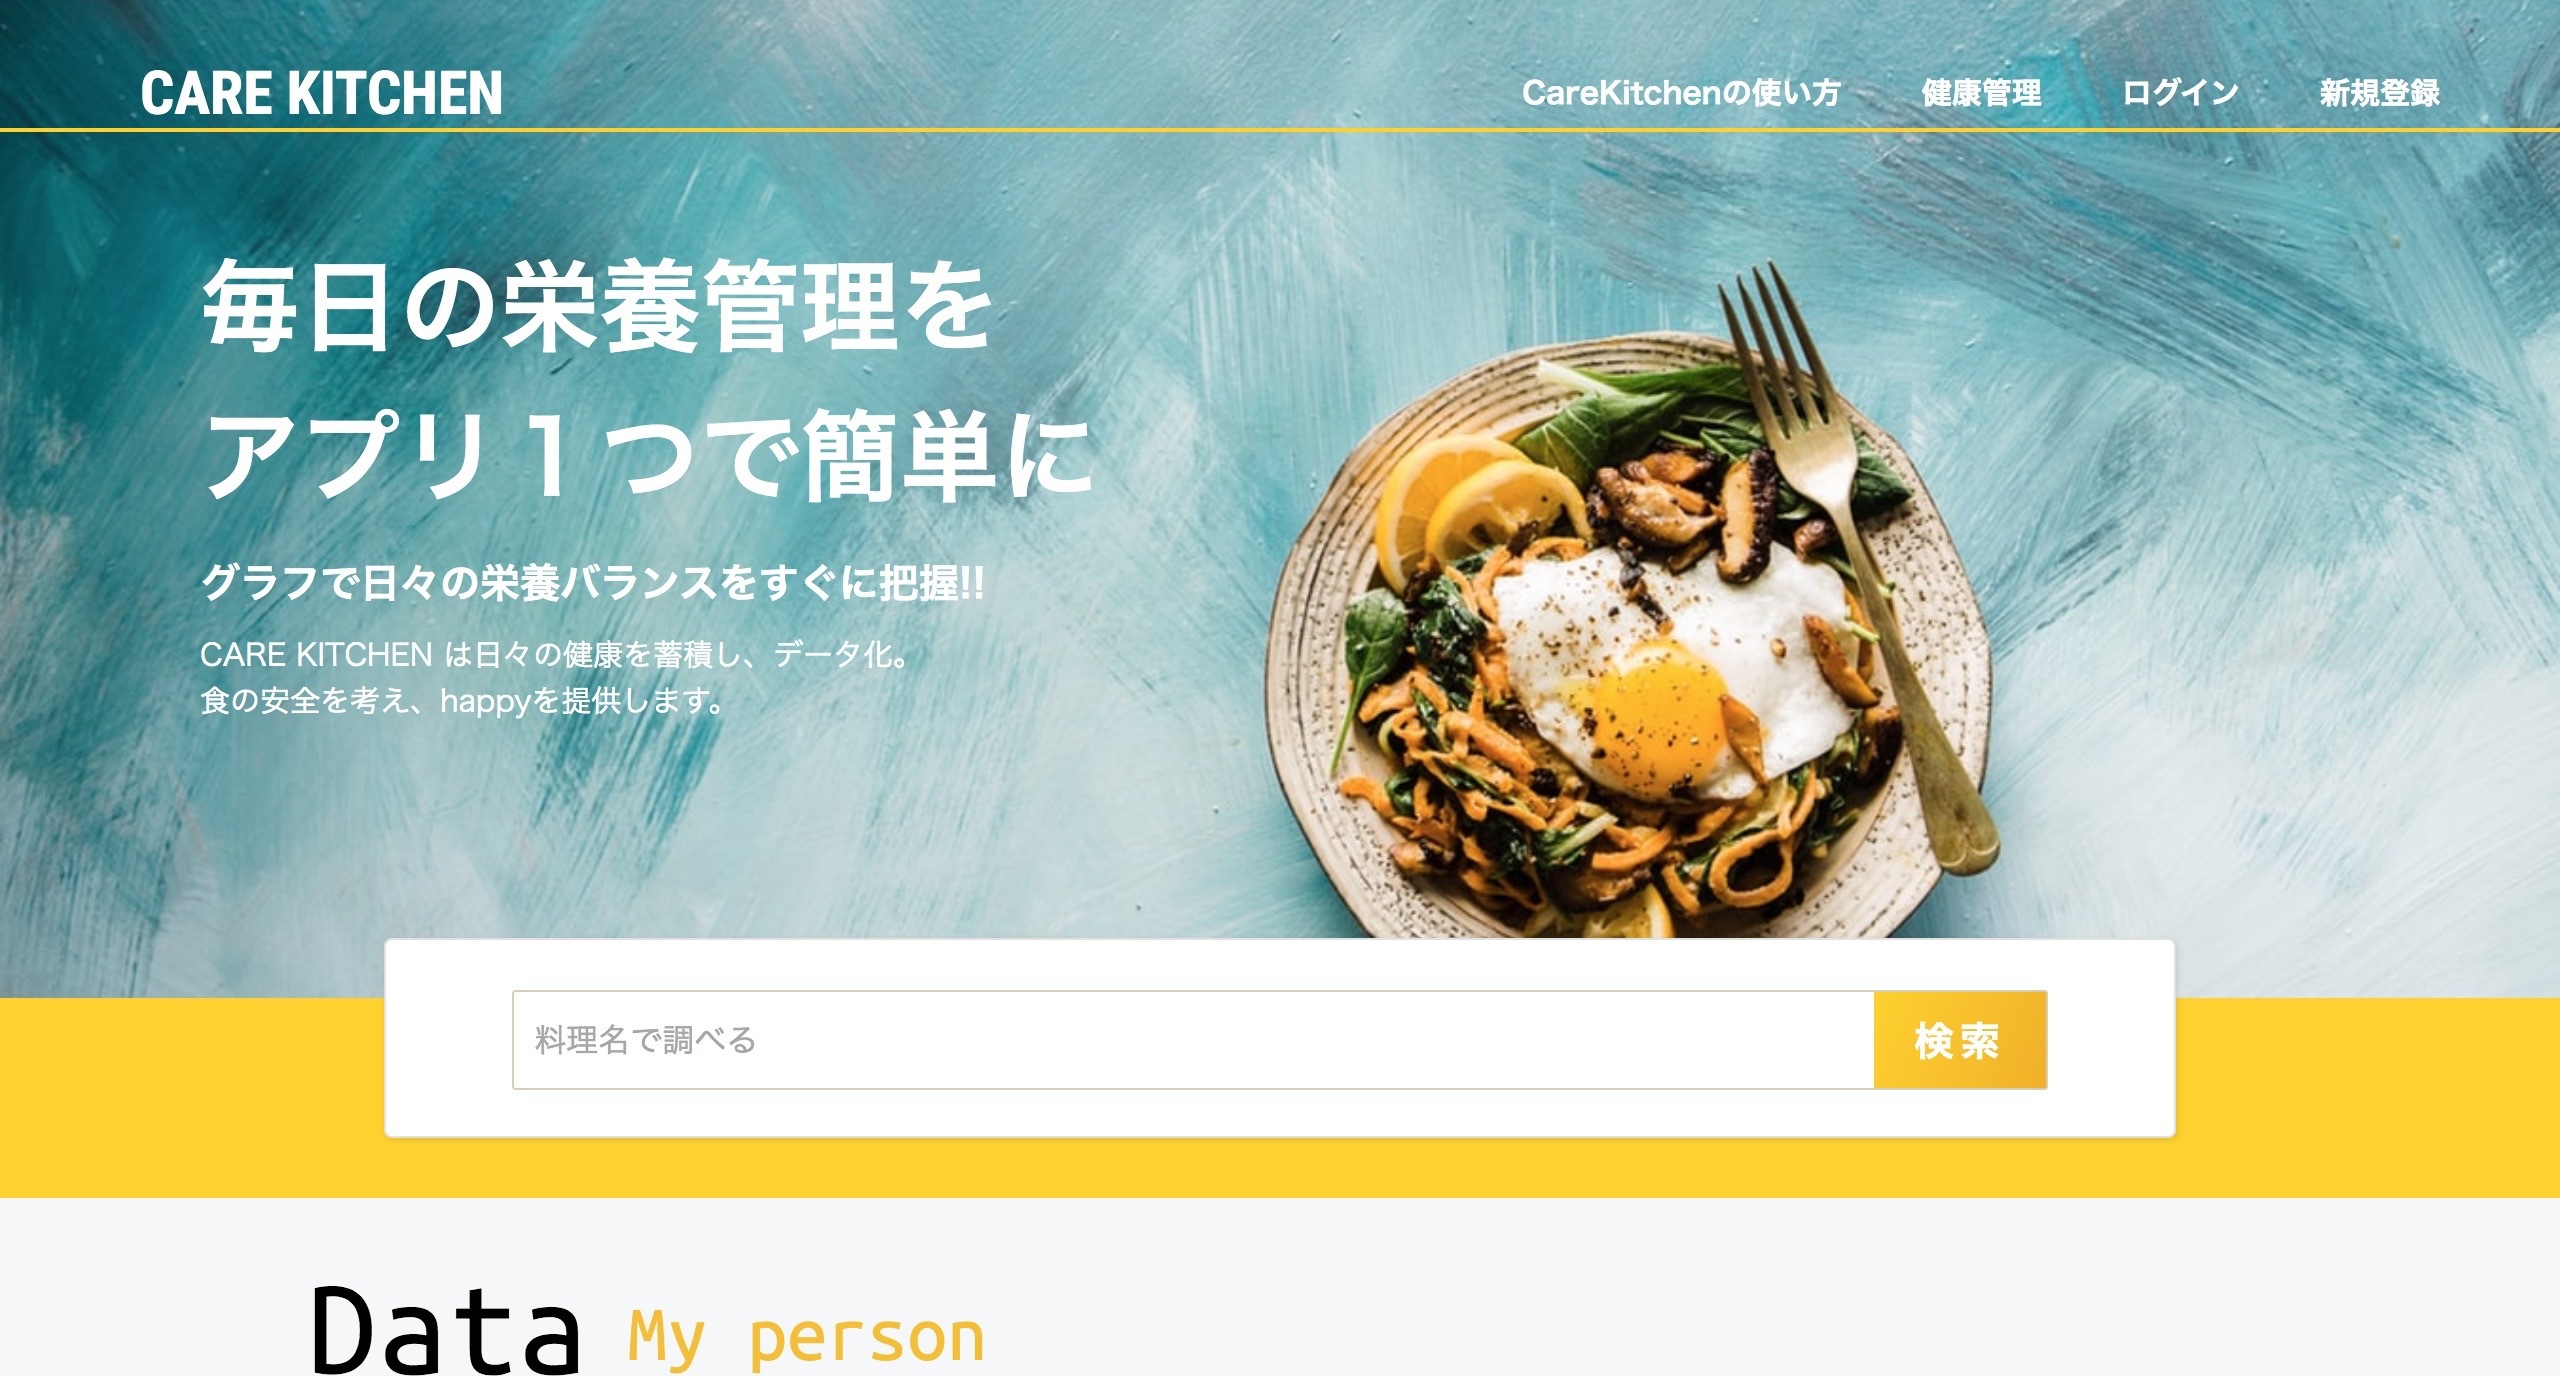 CARE KITCHEN
CareKitchenの使い方
健康管理
ログイン
新規登録
毎日の栄養管理を
アプリ１つで簡単に
グラフで日々の栄養バランスをすぐに把握!!
CARE KITCHEN は日々の健康を蓄積し、データ化。
食の安全を考え、happyを提供します。
料理名で調べる
検索
Data My person